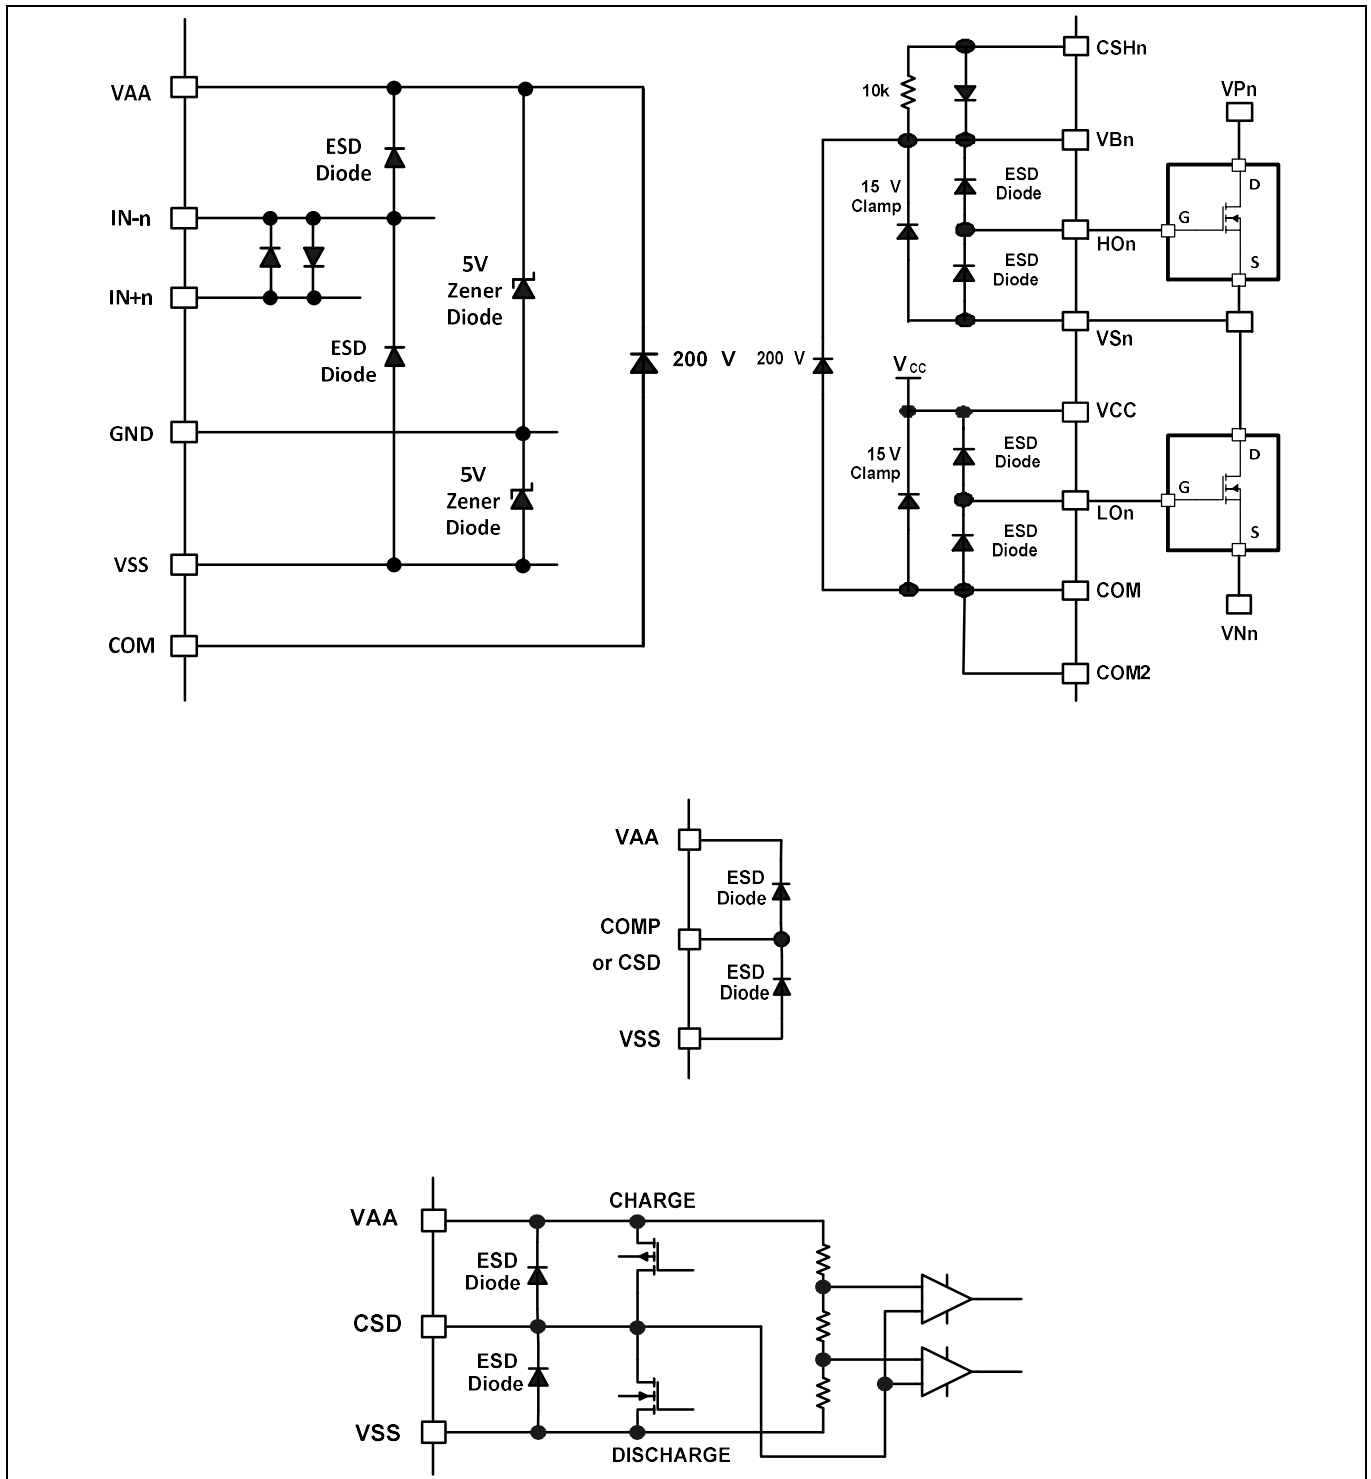 VAA
ESD
Diode
IN-n
IN+n
5V
Zener
Diode
ESD
Diode
200 V
GND
5V
Zener
Diode
VSS
COM
CSHn
10k
VBn
VPn
15 V
Clamp
ESD
Diode
D
G
S
HOn
ESD
Diode
VSn
200 V
VCC
VCC
15 V
Clamp
ESD
Diode
D
G
S
LOn
ESD
Diode
COM
VNn
COM2
VAA
ESD
Diode
COMP
or CSD
ESD
Diode
VSS
CHARGE
VAA
ESD
Diode
CSD
ESD
Diode
VSS
DISCHARGE